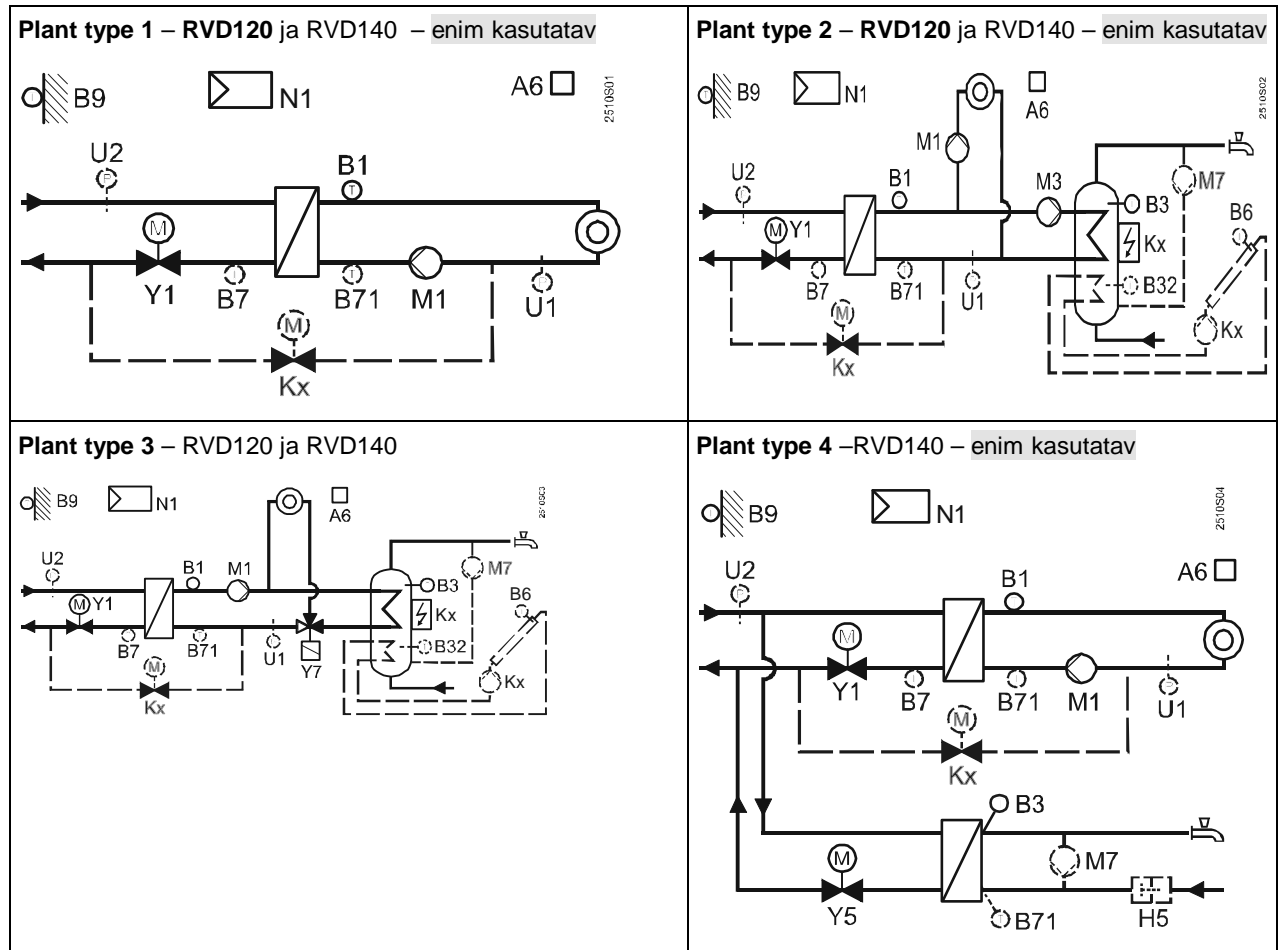 Plant type 1 – RVD120 ja RVD140 – enim kasutatav
B9
N1
A6
2510S01
U2
P
B1
T
M
Y1
T
B7
T
B71
M1
P
U1
M
Kx
Plant type 2 – RVD120 ja RVD140 – enim kasutatav
B9
N1
A6
2510S02
M1
U2
B1
M3
M7
B3
B6
M Y1
Kx
B7
B71
U1
B32
M
Kx
Kx
Plant type 3 – RVD120 ja RVD140
B9
N1
A6
U2
B1
M1
M7
B3
B6
M Y1
Kx
B7
B71
U1
Y7
B32
M
Kx
Kx
Plant type 4 –RVD140 – enim kasutatav
B9
N1
A6
2510S04
U2
P
B1
M
Y1
T
B7
T
B71
M1
P
U1
M
Kx
B3
M
Y5
M7
T B71
H5